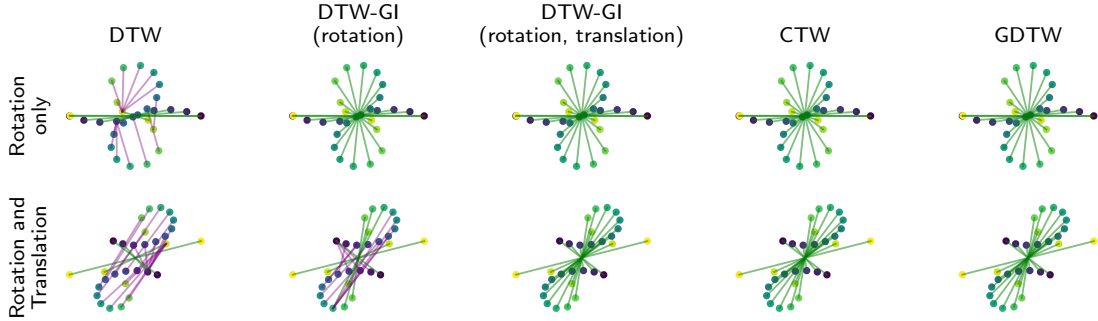 DTW
DTW-GI
(rotation)
DTW-GI
(rotation, translation)
CTW
GDTW
Rotation
only
Rotation and
Translation